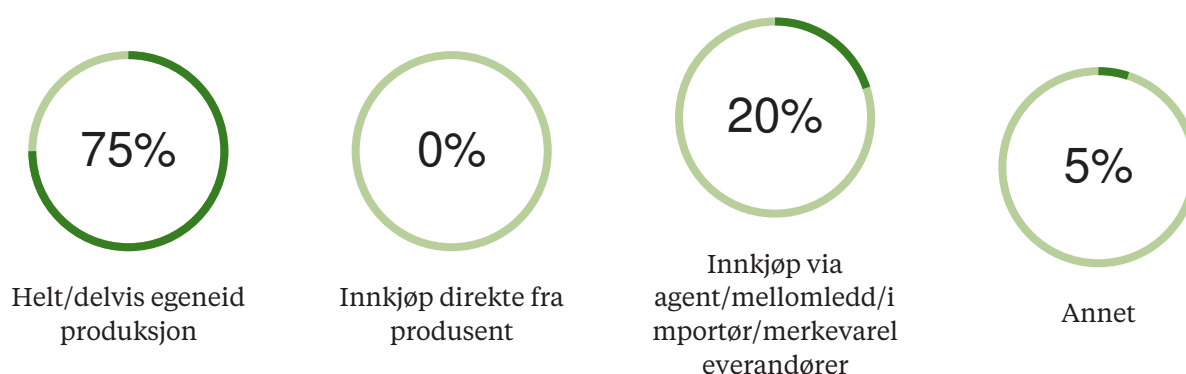 75%
Helt/delvis egeneid
produksjon
0%
Innkjøp direkte fra
produsent
20%
Innkjøp via
agent/mellomledd/i
mportør/merkevarel
everandører
5%
Annet